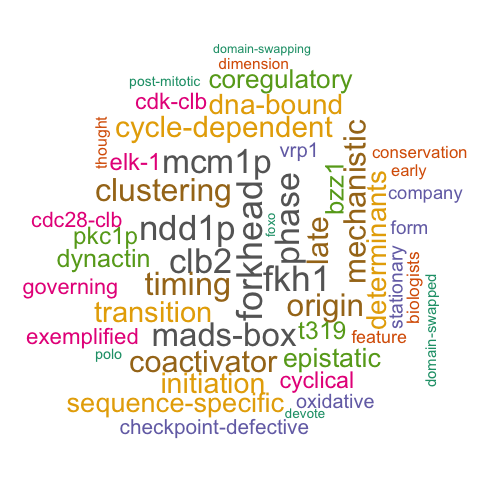 domain-swapping
dimension
post-mitotic
coregulatory
cdk-clb
dna-bound
cycle-dependent
thought
elk-1
mcm1p
vrp1
mechanistic
conservation
early
clustering
forkhead
phase
bzz1
determinants
company
cdc28-clb
ndd1p
foxo
late
form
pkc1p
dynactin
clb2
fkh1
stationary
biologists
governing
timing
origin
transition
domain-swapped
exemplified
mads-box
t319
feature
polo
coactivator
epistatic
initiation
cyclical
sequence-specific
oxidative
devote
checkpoint-defective